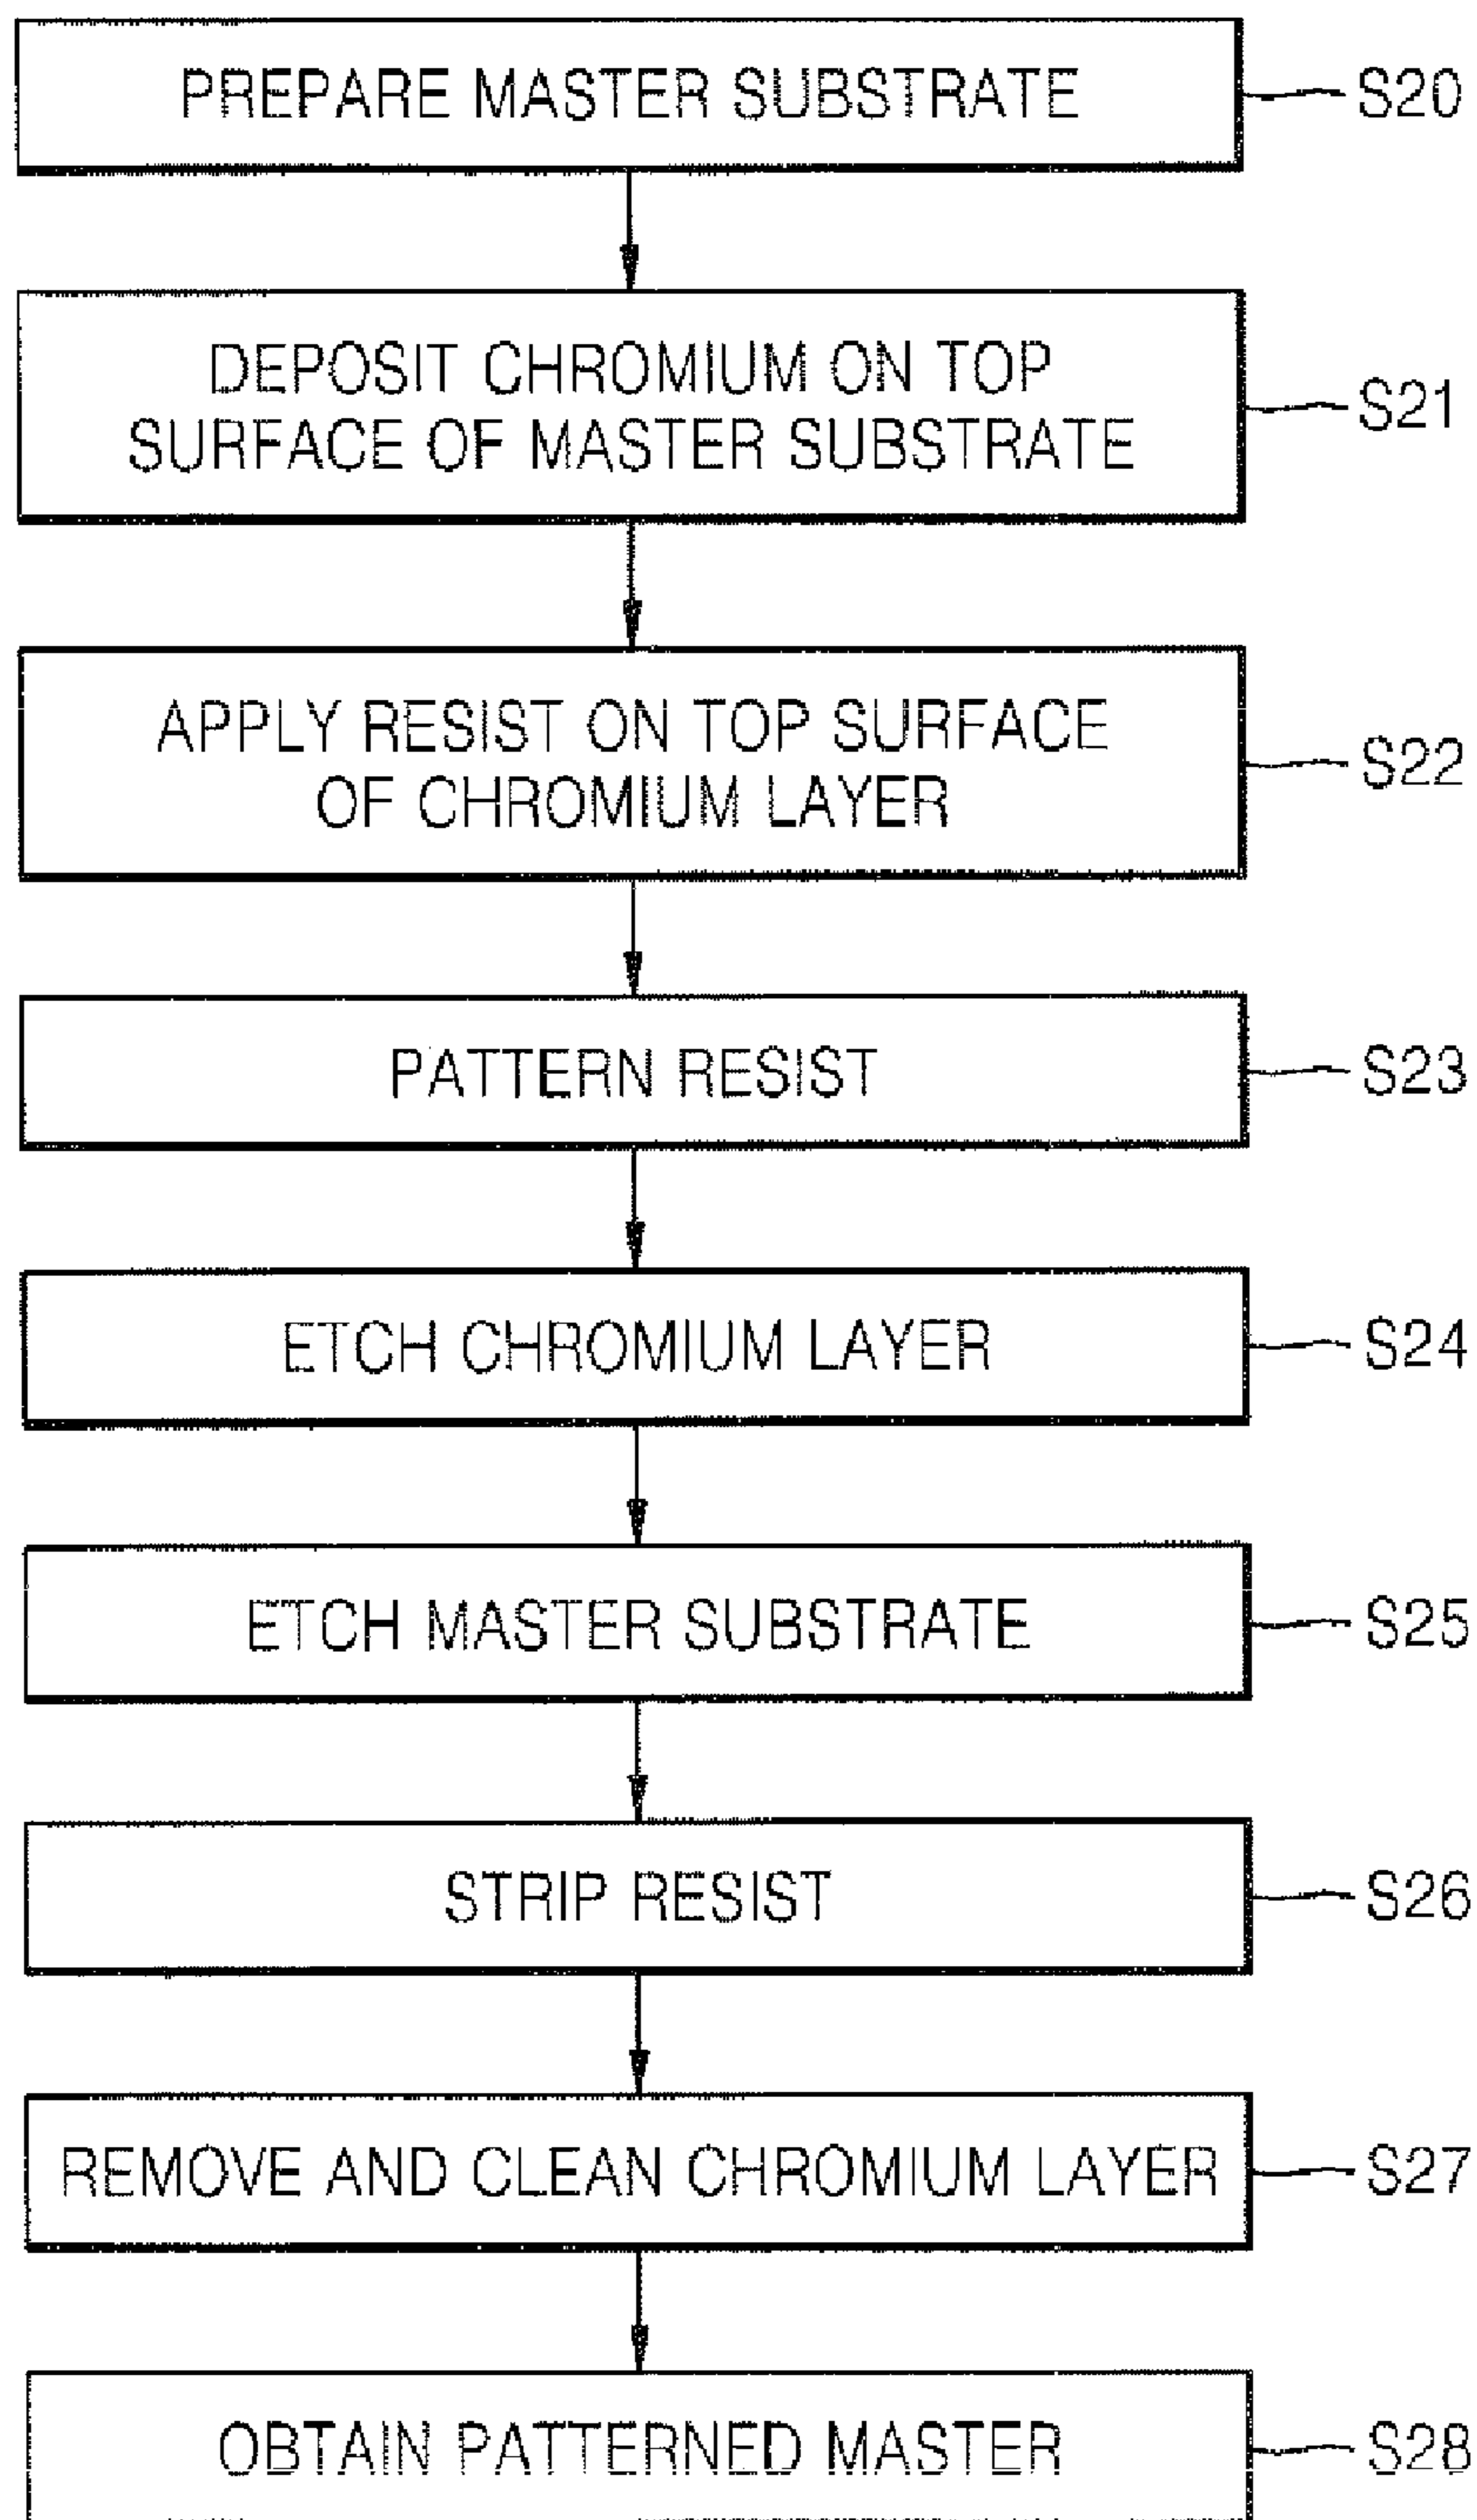 PREPARE MASTER SUBSTRATE
S20
DEPOSIT CHROMIUM ON TOP
SURFACE OF MASTER SUBSTRATE
S21
APPLY RESIST ON TOP SURFACE
OF CHROMIUM LAYER
S22
PATTERN RESIST
S23
ETCH CHROMIUM LAYER
S24
ETCH MASTER SUBSTRATE
S25
STRIP RESIST
S26
REMOVE AND CLEAN CHROMIUM LAYER
S27
OBTAIN PATTERNED MASTER
S28